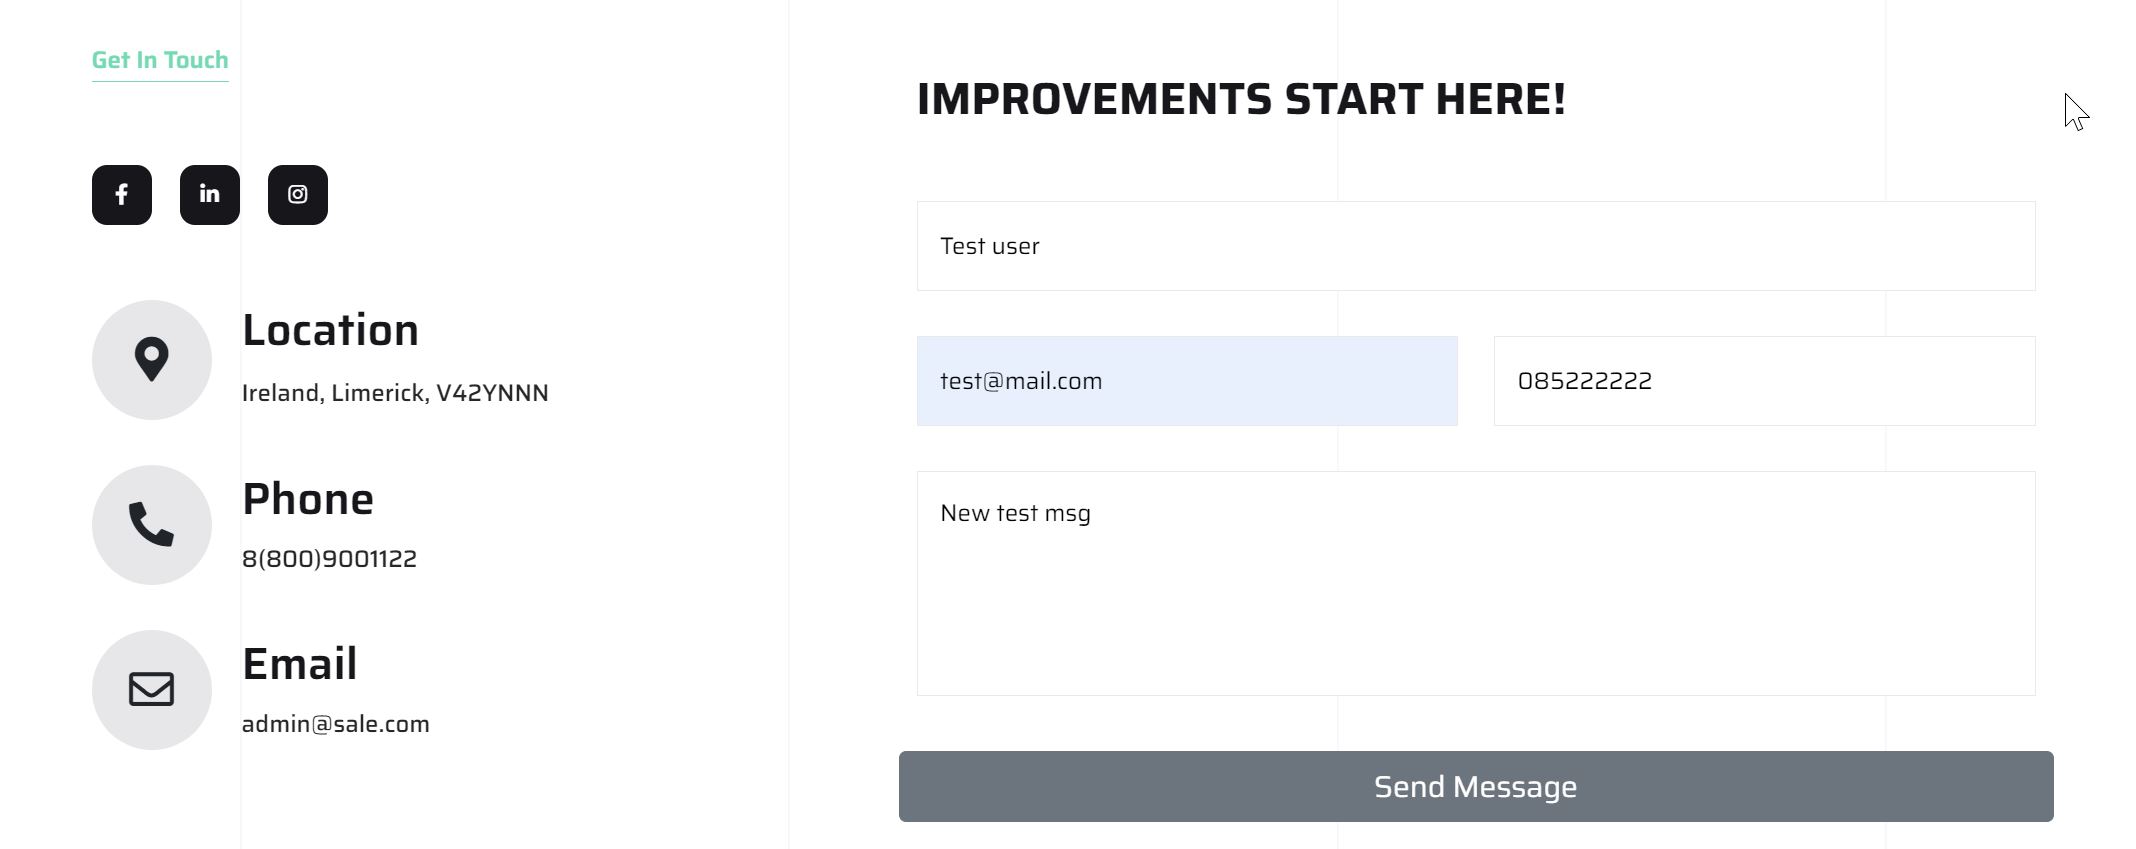 Get In Touch
Location
Ireland, Limerick, V42YNNN
Phone
8(800)9001122
Email
admin@sale.com
IMPROVEMENTS START HERE!
Test user
test@mail.com
085222222
New test msg
Send Message